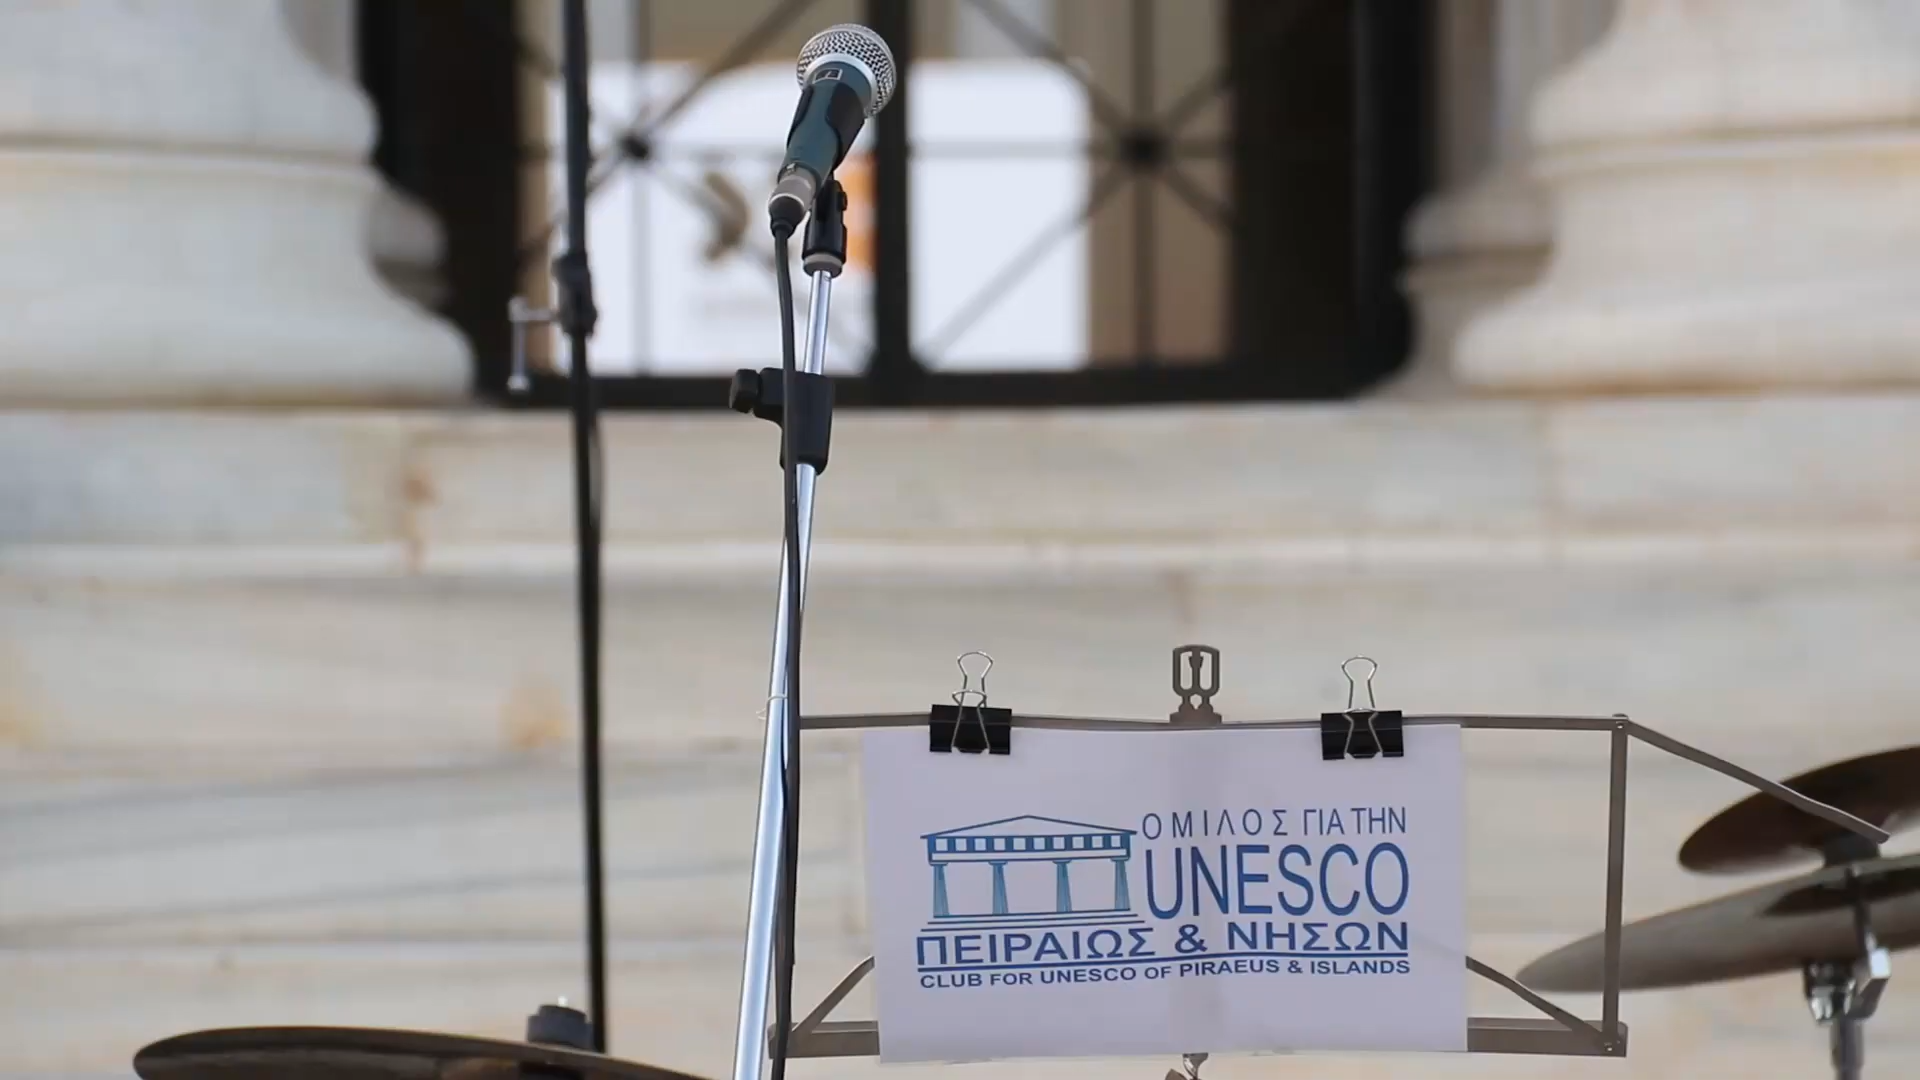 ΟΜΙΛΟΣ ΓΙΑ ΤΗΝ
UNESCO
ΠΕΙΡΑΙΩΣ & ΝΗΣΩΝ
CLUB FOR UNESCO OF PIRAEUS & ISLANDS